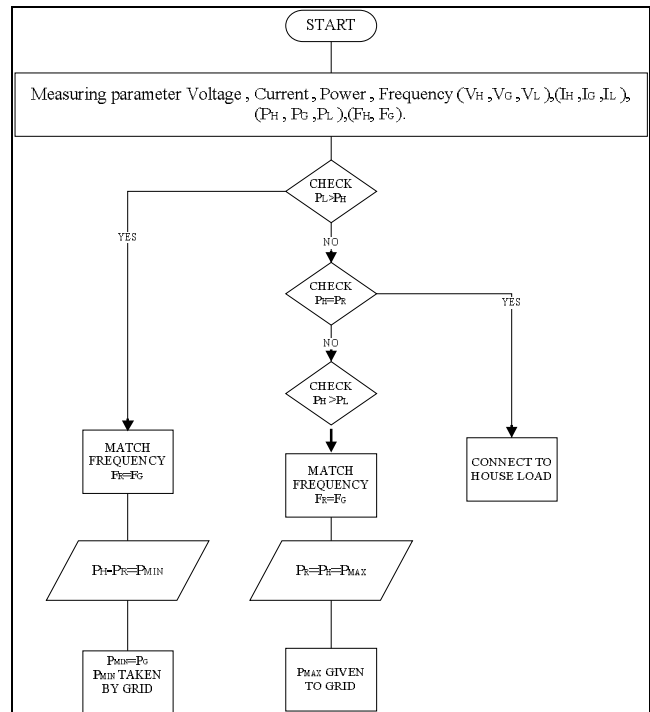 START
Measuring parameter Voltage , Current , Power , Frequency (VH ,VG ,VL ),(IH ,IG ,IL ),
(PH , PG ,PL ),(FH, FG ).
CHECK
PL>PH
YES
NO
CHECK
PH=PR
YES
NO
CHECK
PH >PL
MATCH
FREQUENCY
FR=FG
MATCH
FREQUENCY
FR=FG
CONNECT TO
HOUSE LOAD
PH-PR=PMIN
PR=PH=PMAX
PMIN=PG
PMIN TAKEN
BY GRID
PMAX GIVEN
TO GRID